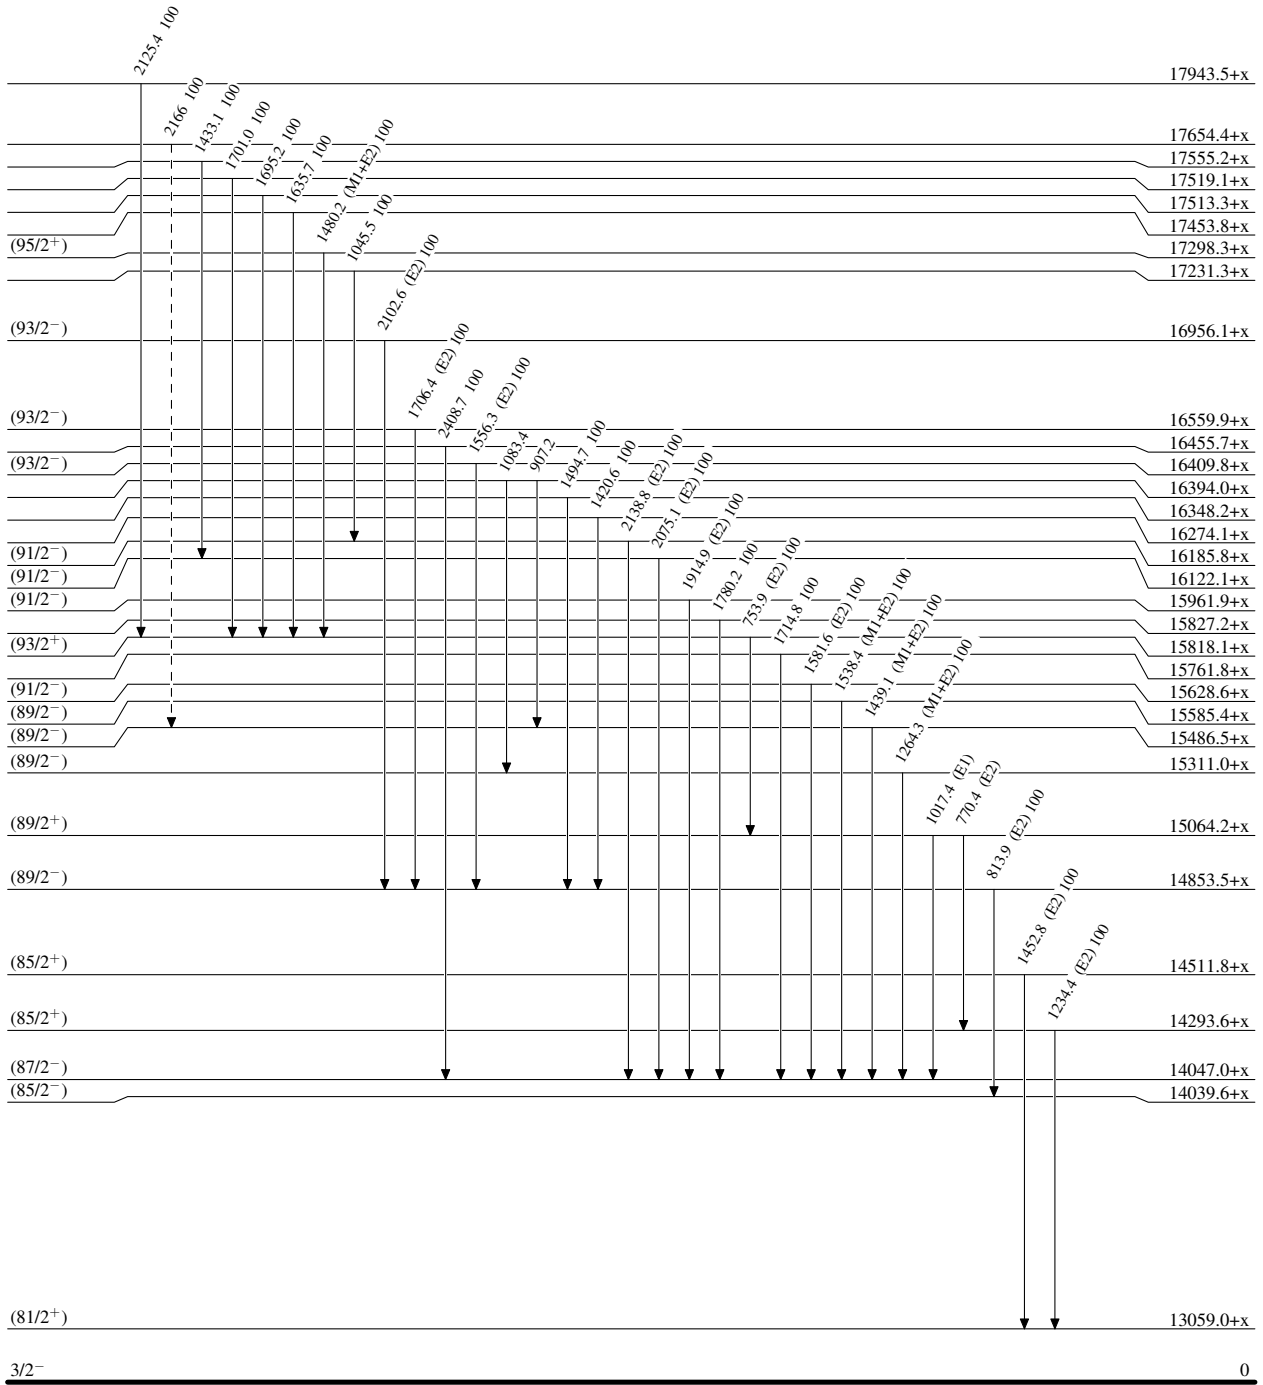 2125.4 100
17943.5+x
2166 100
17654.4+x
1433.1 100
17555.2+x
1701.0 100
17519.1+x
1695.2 100
17513.3+x
1635.7 100
17453.8+x
1480.2 (M1+E2) 100
(95/2+) 17298.3+x
1045.5 100
17231.3+x
2102.6 (E2) 100
(93/2−) 16956.1+x
1706.4 (E2) 100
(93/2−) 16559.9+x
2408.7 100
16455.7+x
1556.3 (E2) 100
(93/2−) 16409.8+x
1083.4
907.2
16394.0+x
1494.7 100
16348.2+x
1420.6 100
16274.1+x
2138.8 (E2) 100
(91/2−) 16185.8+x
2075.1 (E2) 100
(91/2−) 16122.1+x
1914.9 (E2) 100
(91/2−) 15961.9+x
1780.2 100
15827.2+x
753.9 (E2) 100
(93/2+) 15818.1+x
1714.8 100
15761.8+x
1581.6 (E2) 100
(91/2−) 15628.6+x
1538.4 (M1+E2) 100
(89/2−) 15585.4+x
1439.1 (M1+E2) 100
(89/2−) 15486.5+x
1264.3 (M1+E2) 100
(89/2−) 15311.0+x
1017.4 (E1)
770.4 (E2)
(89/2+) 15064.2+x
813.9 (E2) 100
(89/2−) 14853.5+x
1452.8 (E2) 100
(85/2+) 14511.8+x
1234.4 (E2) 100
(85/2+) 14293.6+x
(87/2−) 14047.0+x
(85/2−) 14039.6+x
(81/2+) 13059.0+x
3/2− 0